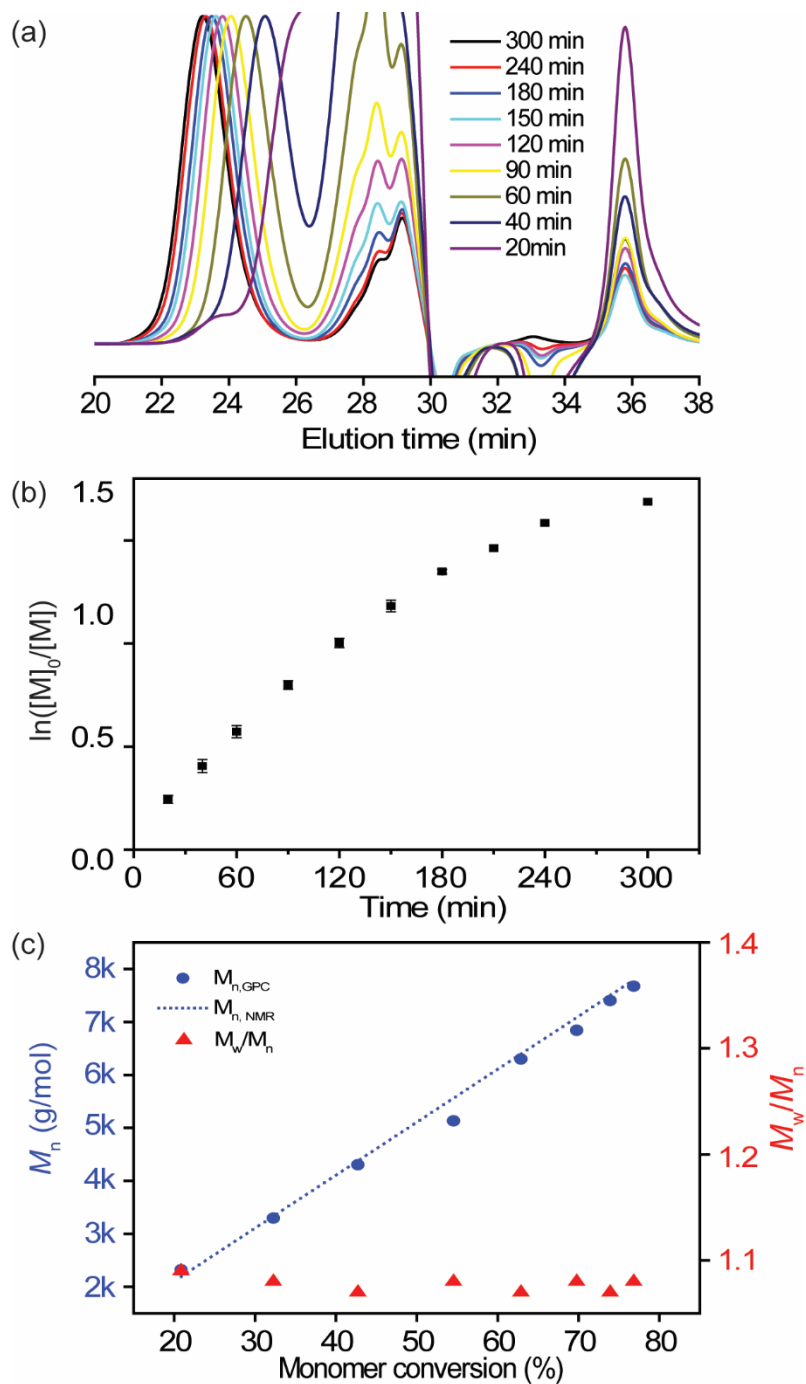 (a)
300 min
240 min
180 min
150 min
120 min
90 min
60 min
40 min
20min
20 22 24 26 28 30 32 34 36 38
Elution time (min)
(b)
1.5
1.0
0.5
0.0
ln([M]₀/[M])
0 60 120 180 240 300
Time (min)
(c)
8k
7k
6k
5k
4k
3k
2k
Mₙ (g/mol)
Mn,GPC
Mn, NMR
Mw/Mn
1.4
1.3
1.2
1.1
Mw/Mn
20 30 40 50 60 70 80
Monomer conversion (%)